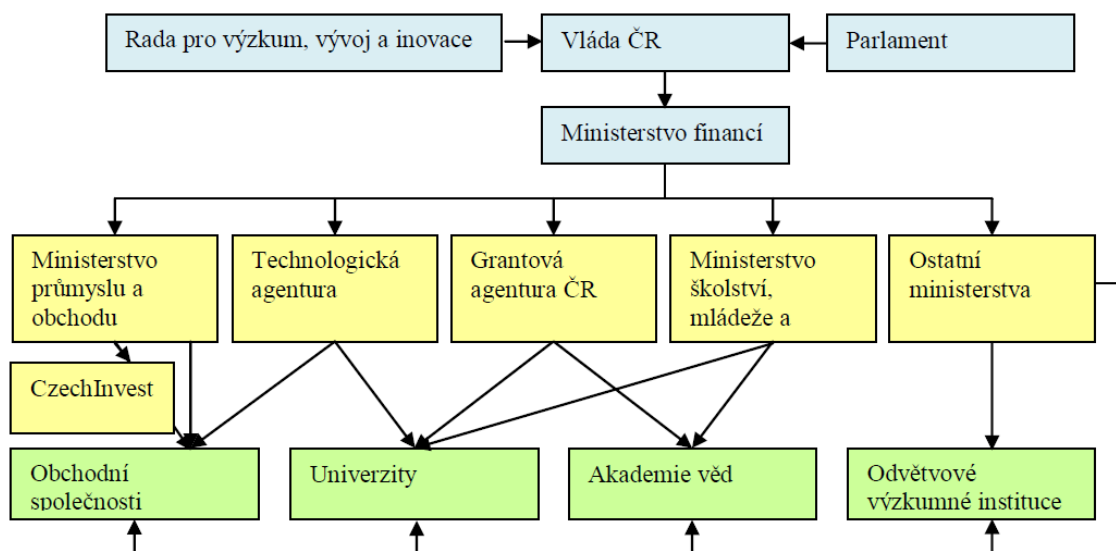 Rada pro výzkum, vývoj a inovace
Vláda ČR
Parlament
Ministerstvo financí
Ministerstvo
průmyslu a
obchodu
Technologická
agentura
Grantová
agentura ČR
Ministerstvo
školství,
mládeže a
Ostatní
ministerstva
CzechInvest
Obchodní
společnosti
Univerzity
Akademie věd
Odvětvové
výzkumné instituce